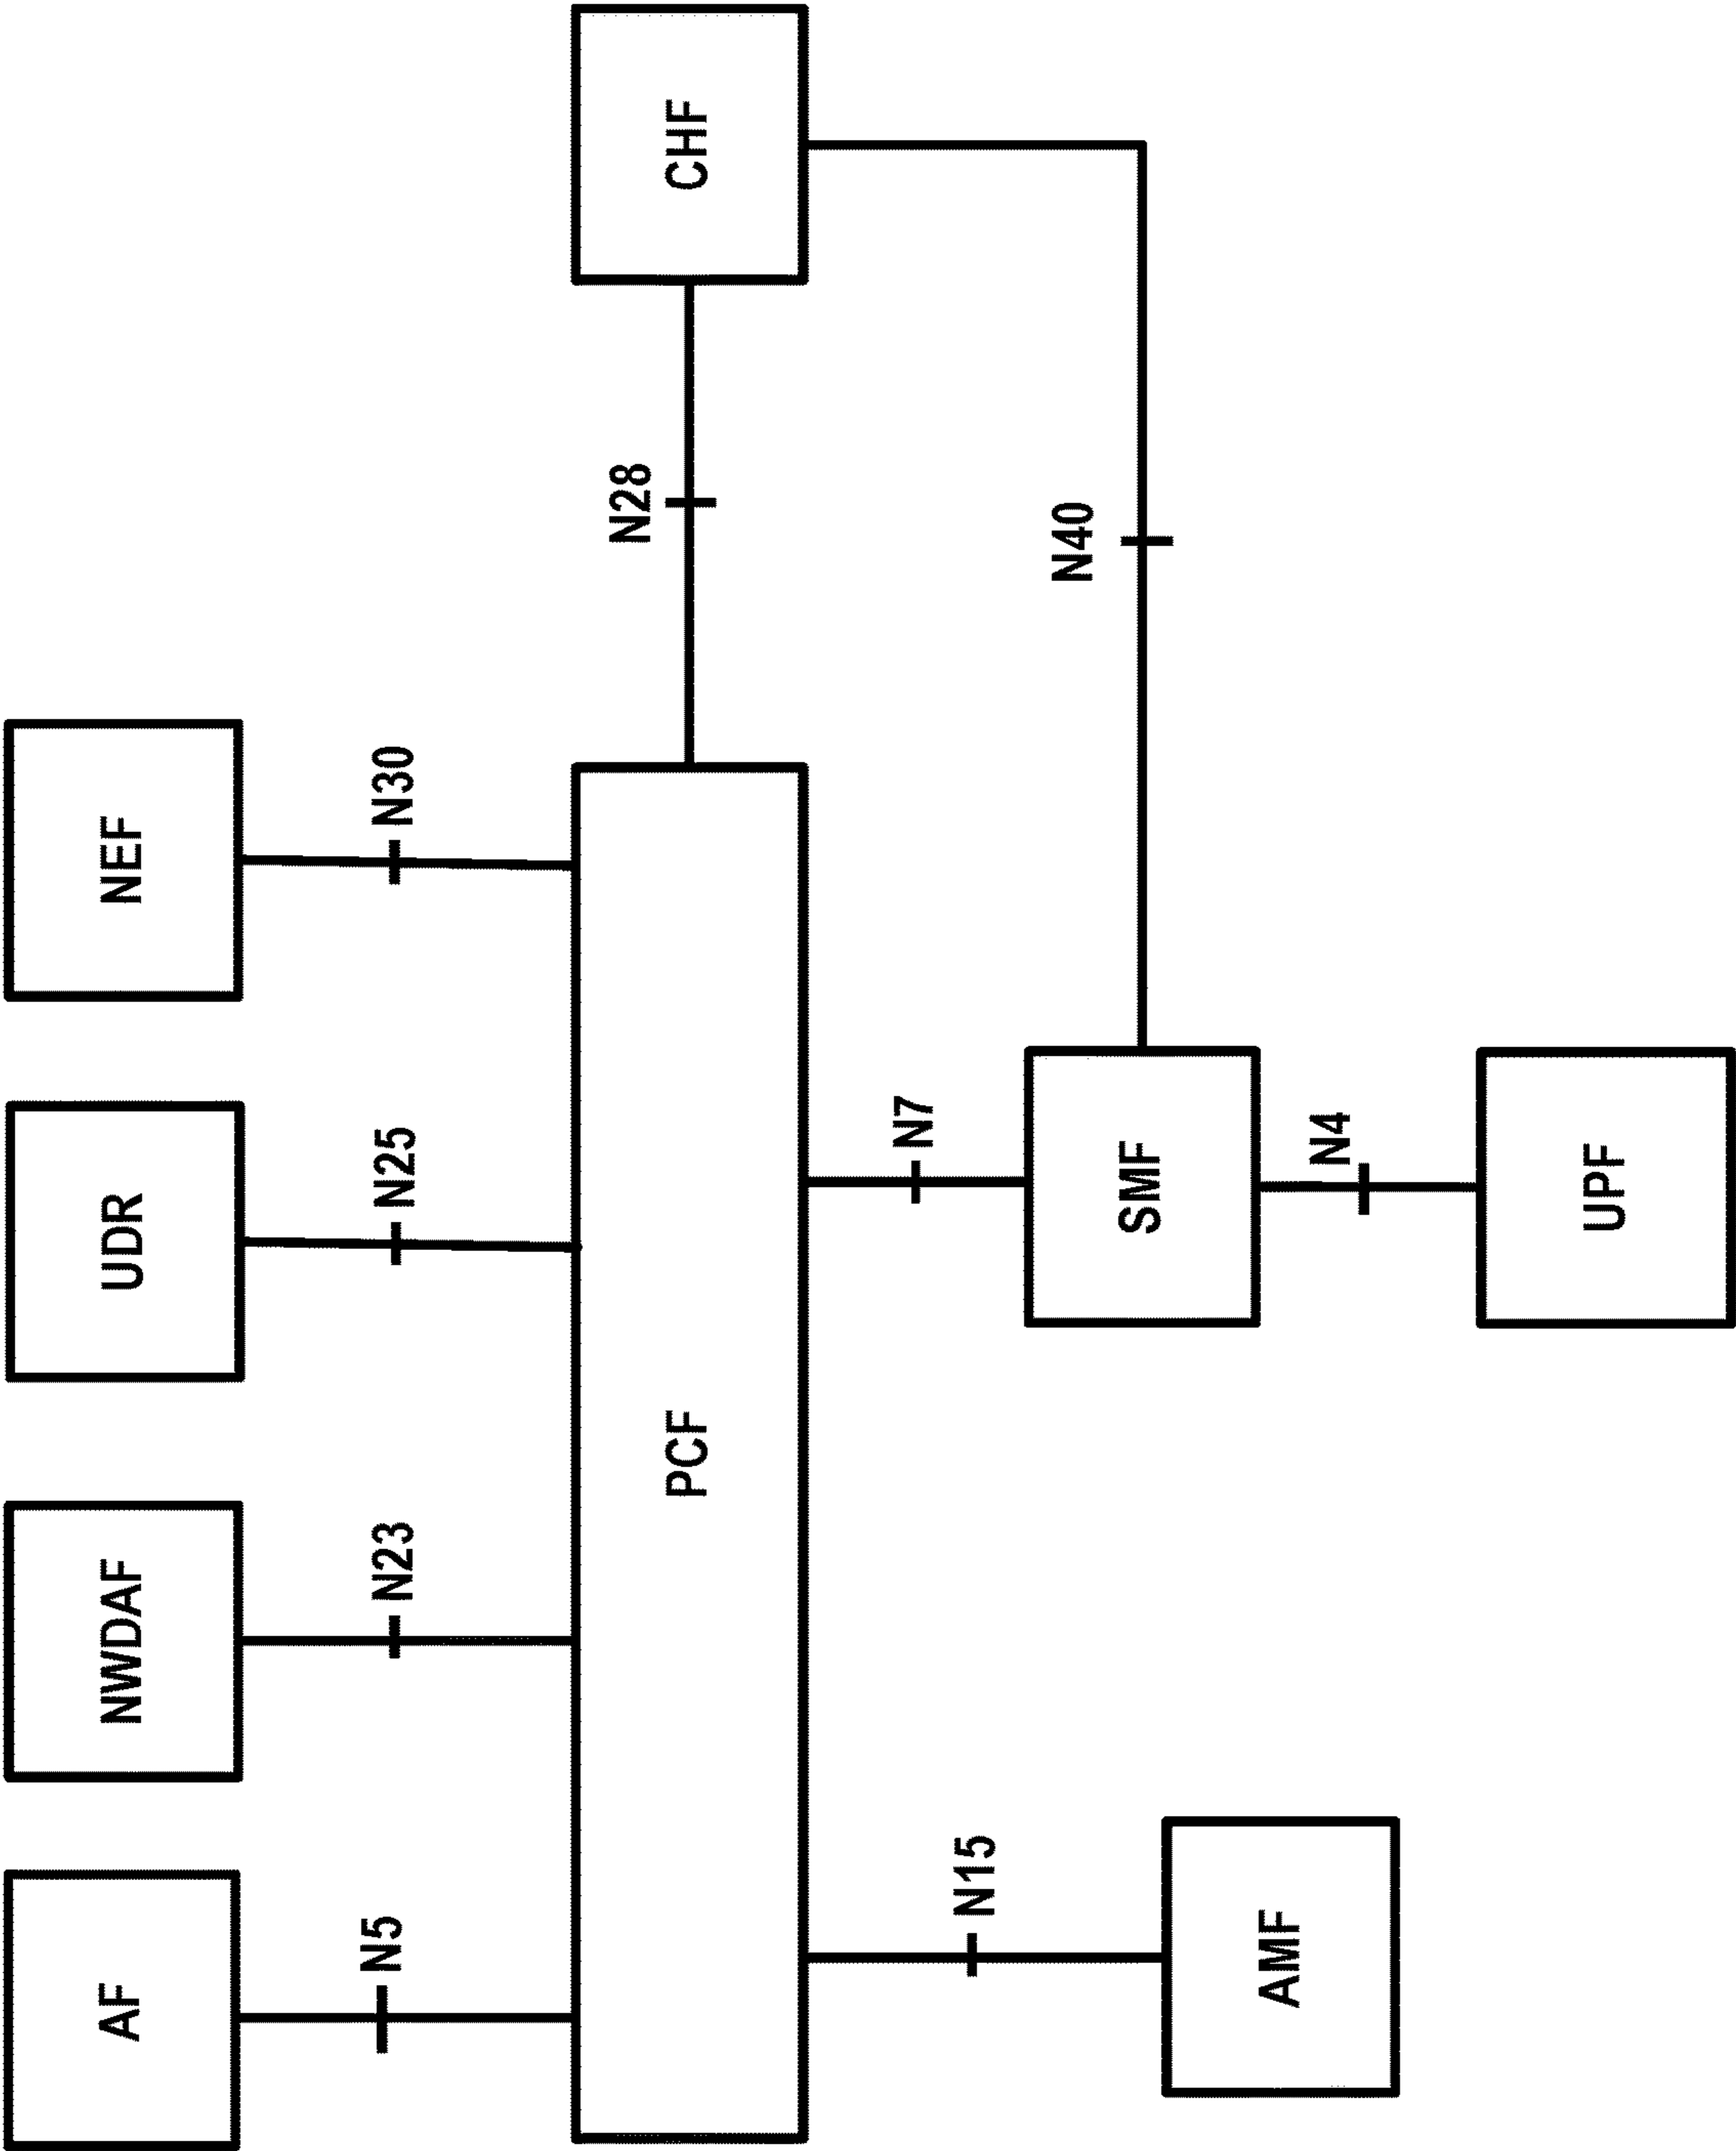 AF
NWDAF
UDR
NEF
N5
N23
N25
N30
PCF
N28
CHF
N15
N7
N40
AMF
SMF
N4
UPF